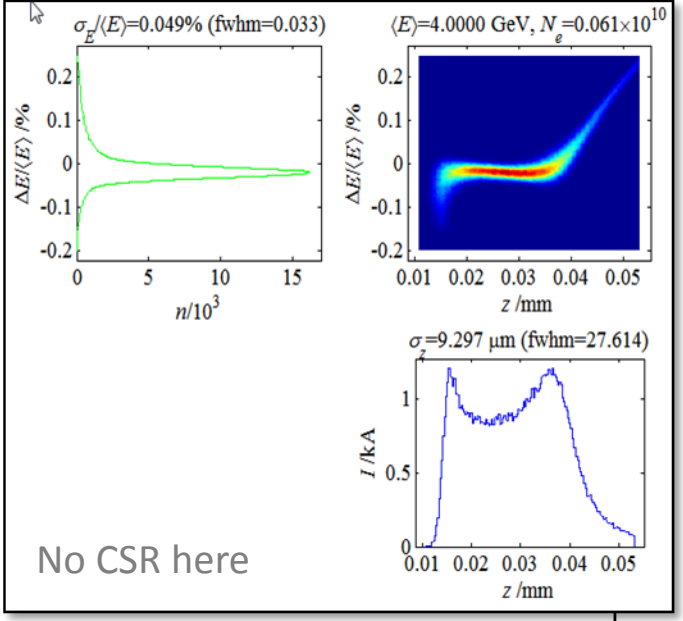 σ_E/⟨E⟩=0.049% (fwhm=0.033)
0.2
0.1
0
-0.1
-0.2
ΔE/⟨E⟩ /%
0 5 10 15
n/10^3
⟨E⟩=4.0000 GeV, N_e=0.061×10^10
0.2
0.1
0
-0.1
-0.2
ΔE/⟨E⟩ /%
0.01 0.02 0.03 0.04 0.05
z /mm
σ_z=9.297 μm (fwhm=27.614)
1
0.5
0
I /kA
0.01 0.02 0.03 0.04 0.05
z /mm
No CSR here